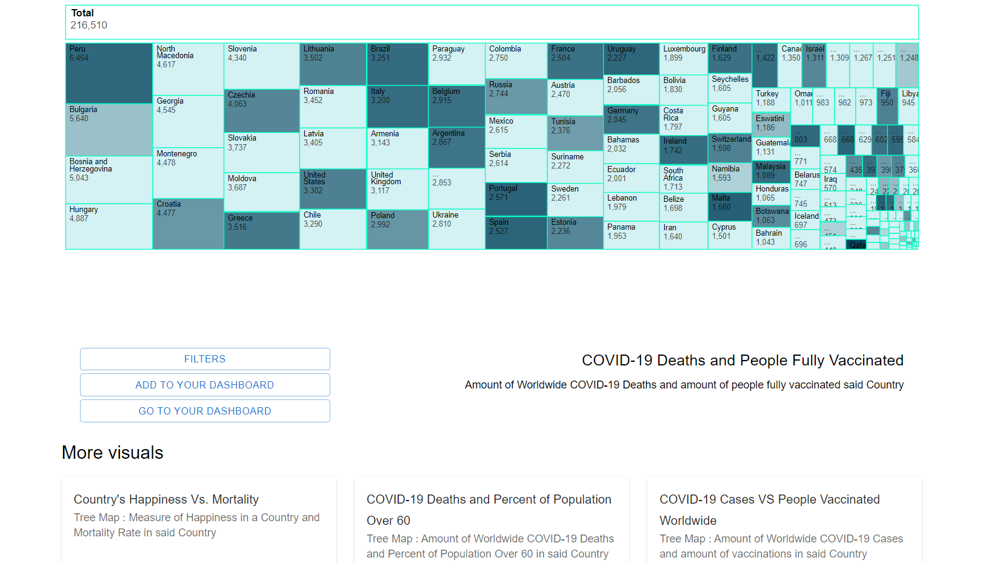 Total
216,510
Peru
6,454
Bulgaria
5,640
Bosnia and
Herzegovina
5,043
Hungary
4,887
North
Macedonia
4,617
Georgia
4,545
Montenegro
4,478
Croatia
4,477
Slovenia
4,340
Czechia
4,063
Slovakia
3,737
Moldova
3,687
Greece
3,516
Lithuania
3,502
Romania
3,452
Latvia
3,405
United
States
3,302
Chile
3,290
Brazil
3,251
Italy
3,200
Armenia
3,143
United
Kingdom
3,117
Poland
2,992
Paraguay
2,932
Belgium
2,915
Argentina
2,867
...
2,853
Ukraine
2,810
Colombia
2,750
Russia
2,744
Mexico
2,615
Serbia
2,614
Portugal
2,571
Spain
2,527
France
2,504
Austria
2,470
Tunisia
2,376
Suriname
2,272
Sweden
2,261
Estonia
2,236
Uruguay
2,227
Barbados
2,056
Germany
2,045
Bahamas
2,032
Ecuador
2,001
Lebanon
1,979
Panama
1,953
Luxembourg
1,899
Bolivia
1,830
Costa
Rica
1,797
Ireland
1,742
South
Africa
1,713
Belize
1,698
Iran
1,640
Finland
1,629
Seychelles
1,605
Guyana
1,605
Switzerland
1,598
Namibia
1,593
Malta
1,560
Cyprus
1,501
...
1,422
Canac
1,350
Israel
1,311
...
1,309
...
1,267
...
1,251
...
1,248
Turkey
1,188
Eswatini
1,186
Guatemala
1,131
Malaysia
1,089
Honduras
1,065
Botswana
1,063
Bahrain
1,043
Oman
1,011
...
983
...
982
...
973
Fiji
950
Libya
945
...
803
...
771
Belarus
747
...
745
Iceland
697
...
696
...
668
...
660
...
629
...
602
...
595
...
584
...
574
Iraq
570
...
513
...
...
435
Qata
FILTERS
ADD TO YOUR DASHBOARD
GO TO YOUR DASHBOARD
COVID-19 Deaths and People Fully Vaccinated
Amount of Worldwide COVID-19 Deaths and amount of people fully vaccinated said Country
More visuals
Country's Happiness Vs. Mortality
Tree Map : Measure of Happiness in a Country and
Mortality Rate in said Country
COVID-19 Deaths and Percent of Population
Over 60
Tree Map : Amount of Worldwide COVID-19 Deaths
and Percent of Population Over 60 in said Country
COVID-19 Cases VS People Vaccinated
Worldwide
Tree Map : Amount of Worldwide COVID-19 Cases
and amount of vaccinations in said Country